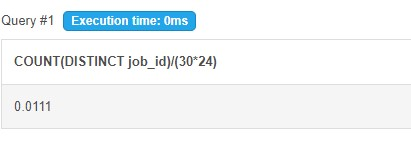 Query #1 Execution time: 0ms
COUNT(DISTINCT job_id)/(30*24)
0.0111